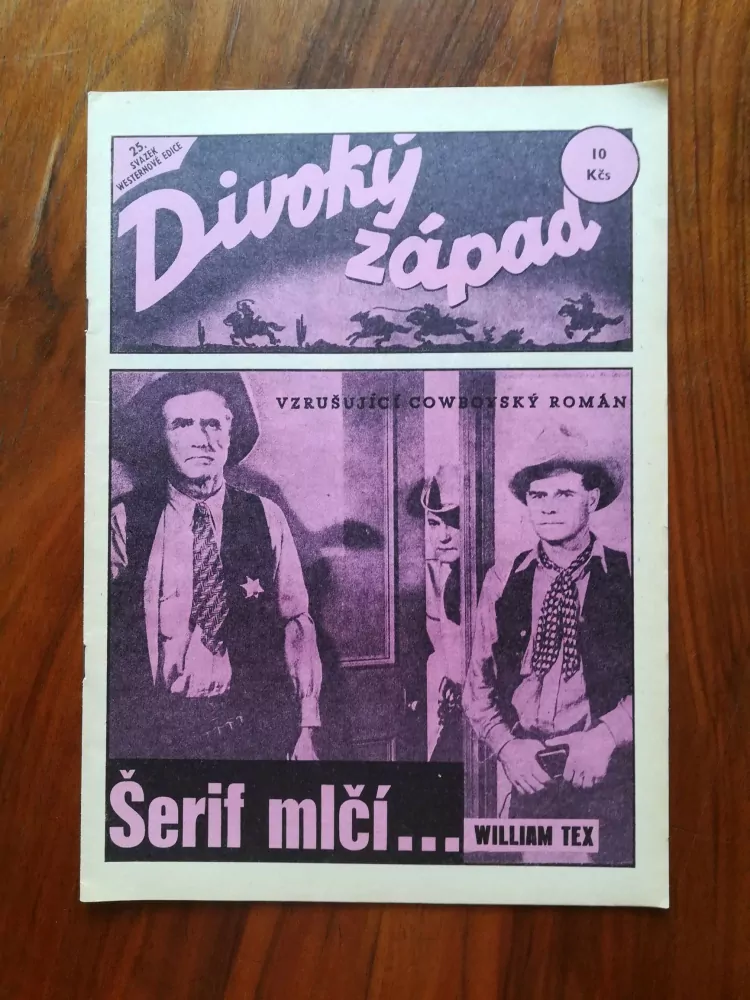 25.
SVAZEK
WESTERNOVÉ EDICE
Divoký
západ
10
Kčs
VZRUŠUJÍCÍ COWBOYSKÝ ROMÁN
Šerif mlčí...
WILLIAM TEX